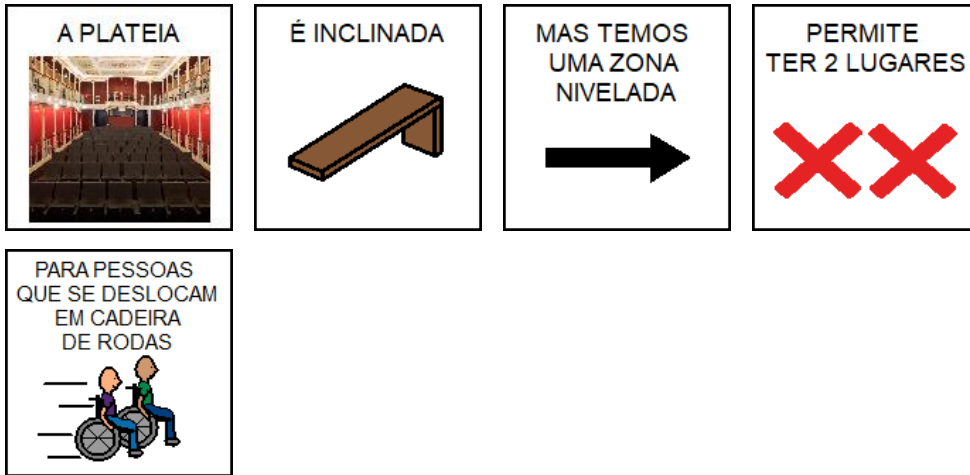 A PLATEIA
É INCLINADA
MAS TEMOS
UMA ZONA
NIVELADA
PERMITE
TER 2 LUGARES
PARA PESSOAS
QUE SE DESLOCAM
EM CADEIRA
DE RODAS